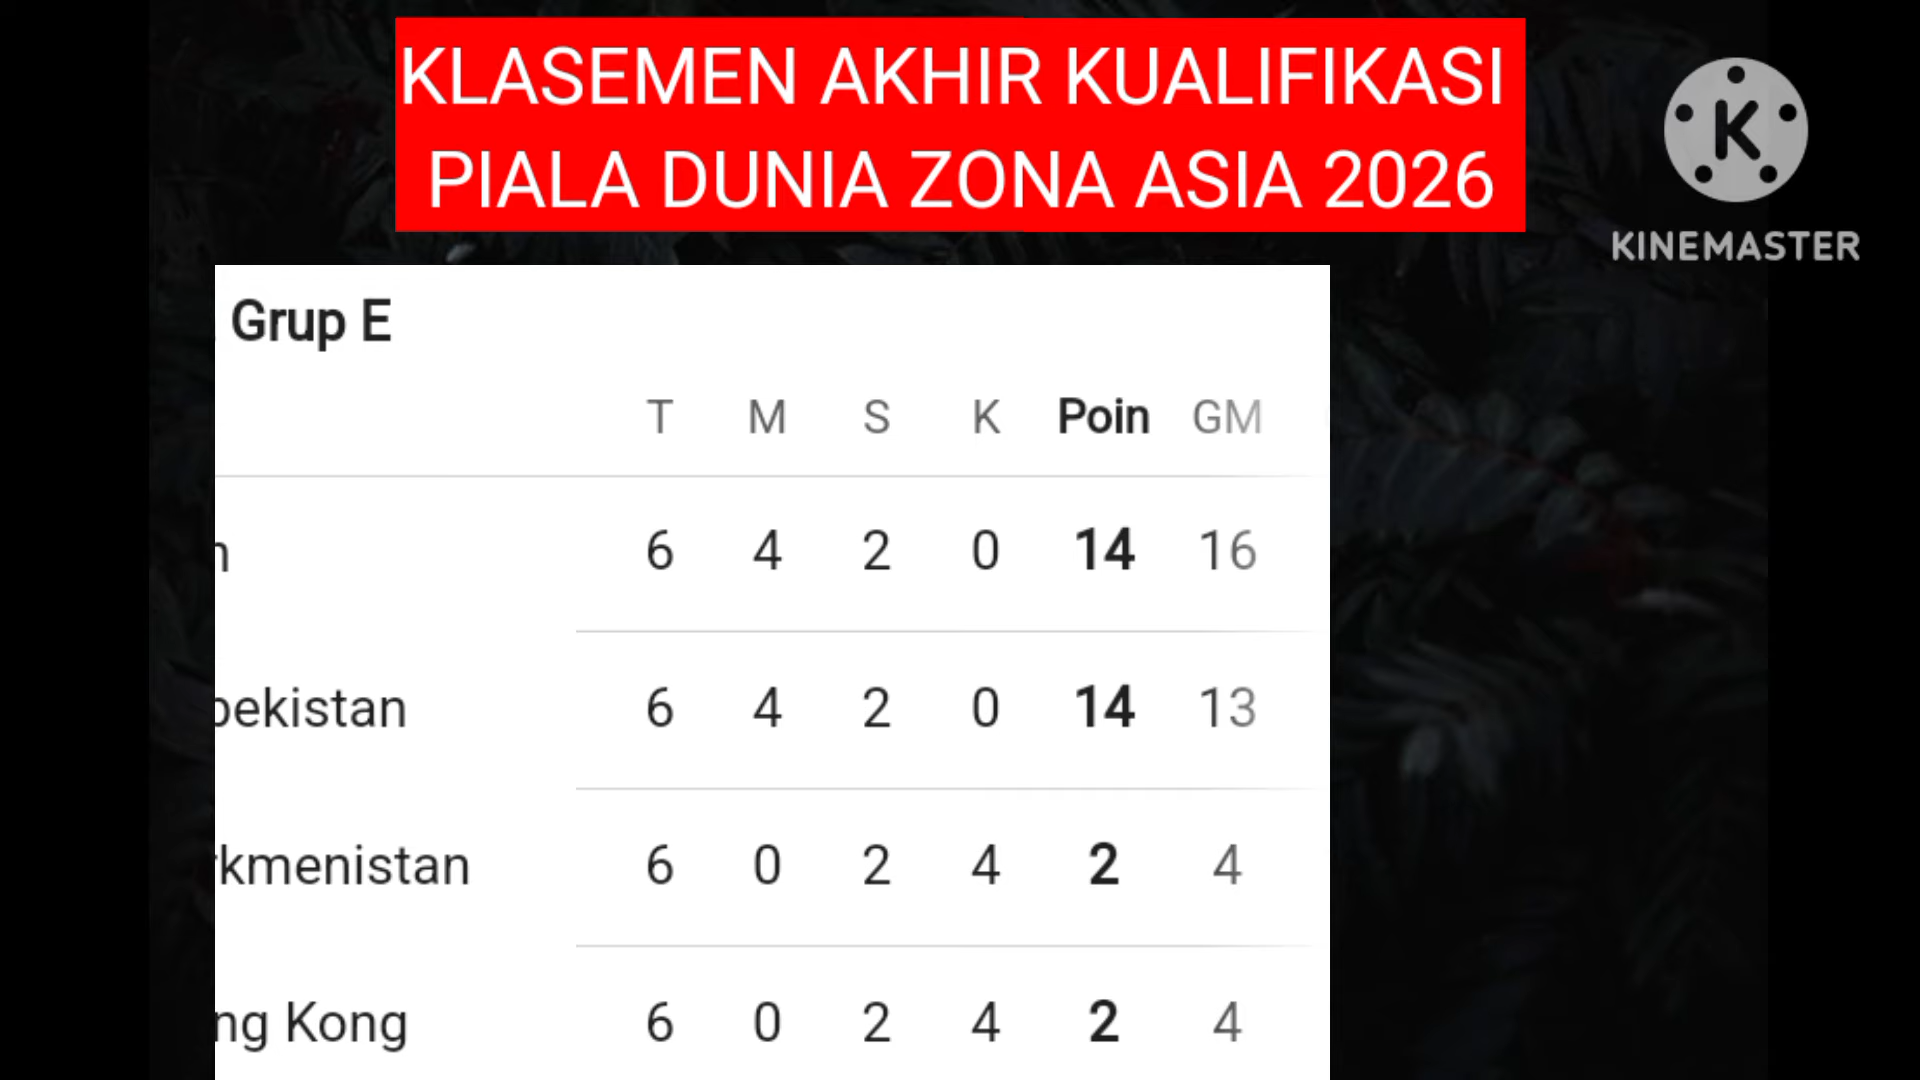 KLASEMEN AKHIR KUALIFIKASI
PIALA DUNIA ZONA ASIA 2026
K
KINEMASTER
Grup E
T M S K Poin GM
n 6 4 2 0 14 16
bekistan 6 4 2 0 14 13
rkmenistan 6 0 2 4 2 4
ng Kong 6 0 2 4 2 4